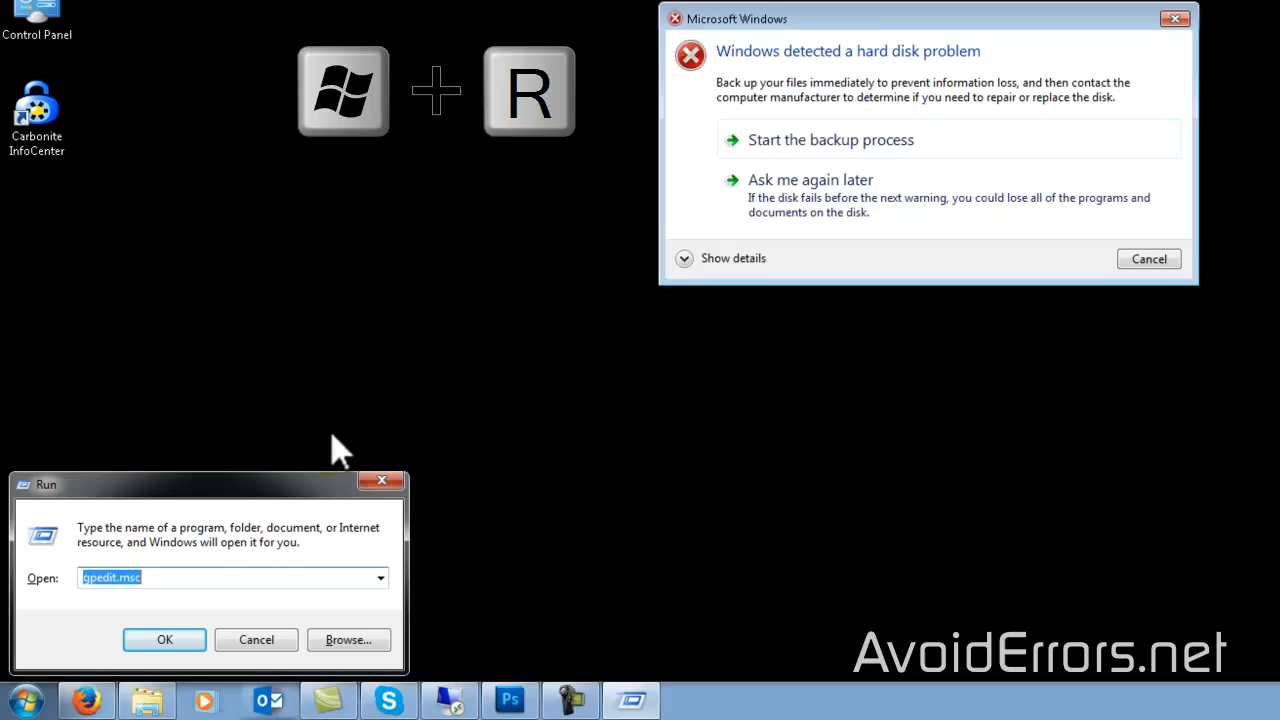 Control Panel
Carbonite
InfoCenter
R
Microsoft Windows
Windows detected a hard disk problem
Back up your files immediately to prevent information loss, and then contact the
computer manufacturer to determine if you need to repair or replace the disk.
Start the backup process
Ask me again later
If the disk fails before the next warning, you could lose all of the programs and
documents on the disk.
Show details
Cancel
Run
Type the name of a program, folder, document, or Internet
resource, and Windows will open it for you.
Open:
gpedit.msc
OK
Cancel
Browse...
AvoidErrors.net
Ps